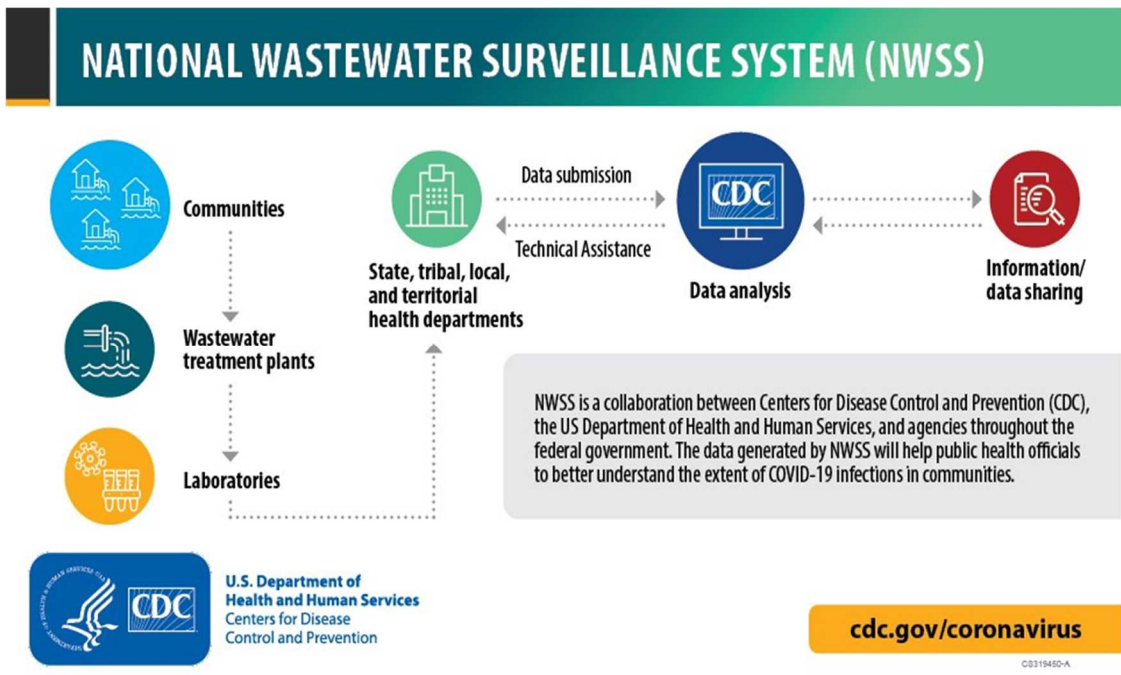 NATIONAL WASTEWATER SURVEILLANCE SYSTEM (NWSS)
Communities
Wastewater
treatment plants
Laboratories
State, tribal, local,
and territorial
health departments
Data submission
Technical Assistance
CDC
Data analysis
Information/
data sharing
NWSS is a collaboration between Centers for Disease Control and Prevention (CDC),
the US Department of Health and Human Services, and agencies throughout the
federal government. The data generated by NWSS will help public health officials
to better understand the extent of COVID-19 infections in communities.
CDC
U.S. Department of
Health and Human Services
Centers for Disease
Control and Prevention
cdc.gov/coronavirus
CS319450-A